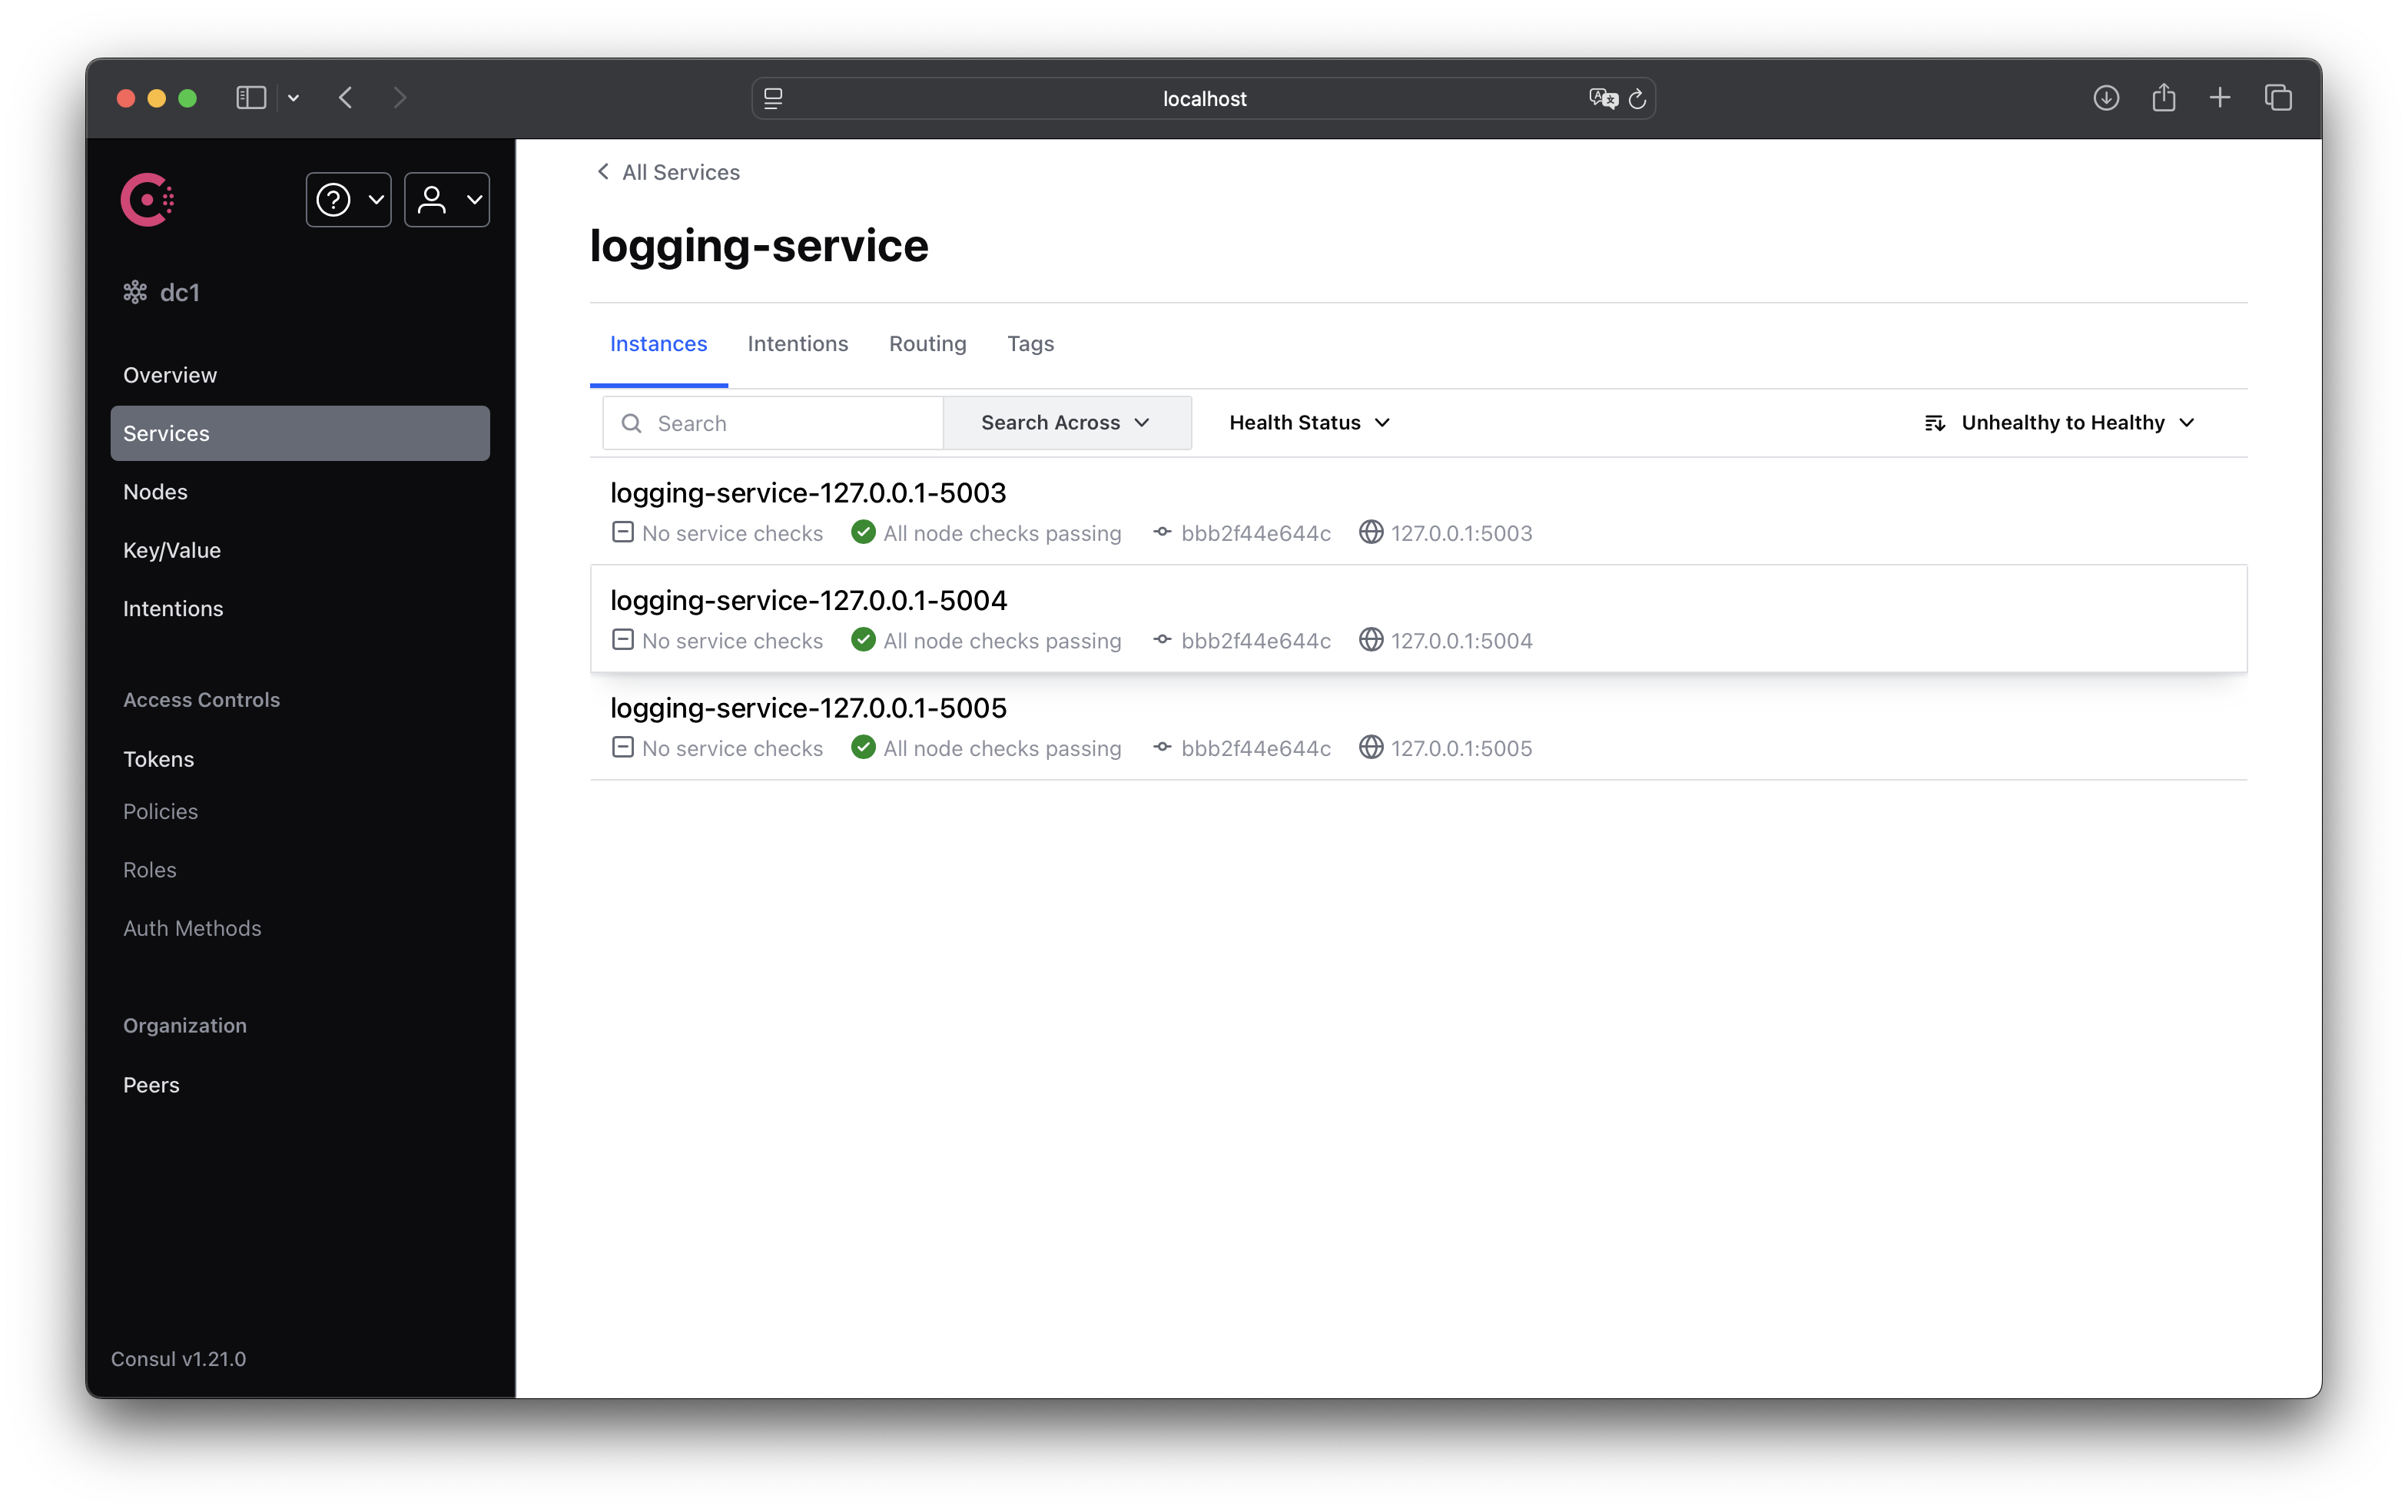 localhost
dc1
Overview
Services
Nodes
Key/Value
Intentions
Access Controls
Tokens
Policies
Roles
Auth Methods
Organization
Peers
Consul v1.21.0
All Services
logging-service
Instances Intentions Routing Tags
Search Search Across Health Status Unhealthy to Healthy
logging-service-127.0.0.1-5003
No service checks All node checks passing bbb2f44e644c 127.0.0.1:5003
logging-service-127.0.0.1-5004
No service checks All node checks passing bbb2f44e644c 127.0.0.1:5004
logging-service-127.0.0.1-5005
No service checks All node checks passing bbb2f44e644c 127.0.0.1:5005